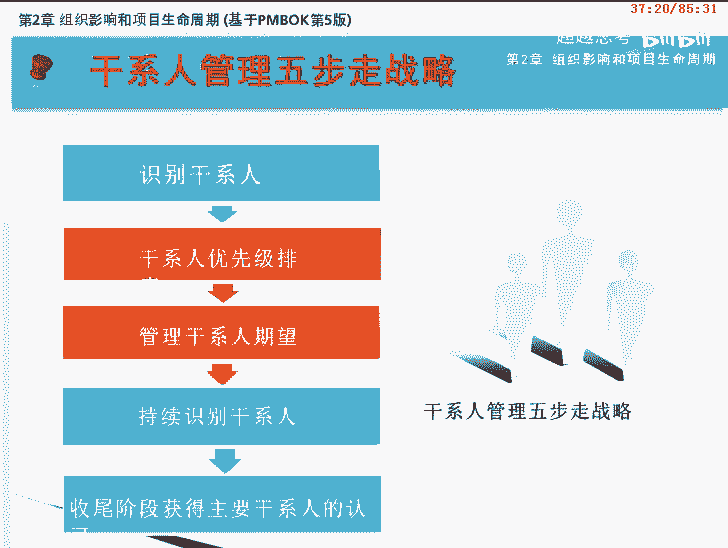 37:20/85:31
第2章 组织影响和项目生命周期 (基于PMBOK第5版)
超越思考 bilibili
第2章 组织影响和项目生命周期
干系人管理五步走战略
识别干系人
干系人优先级排
管理干系人期望
持续识别干系人
干系人管理五步走战略
收尾阶段获得主要干系人的认